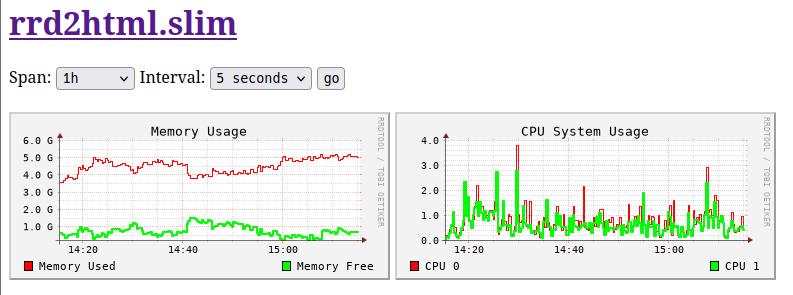 rrd2html.slim
Span: 1h Interval: 5 seconds go
Memory Usage
6.0 G
5.0 G
4.0 G
3.0 G
2.0 G
1.0 G
14:20 14:40 15:00
Memory Used Memory Free
RRDTOOL / TOBI OETIKER
CPU System Usage
4.0
3.0
2.0
1.0
0.0
14:20 14:40 15:00
CPU 0 CPU 1
RRDTOOL / TOBI OETIKER